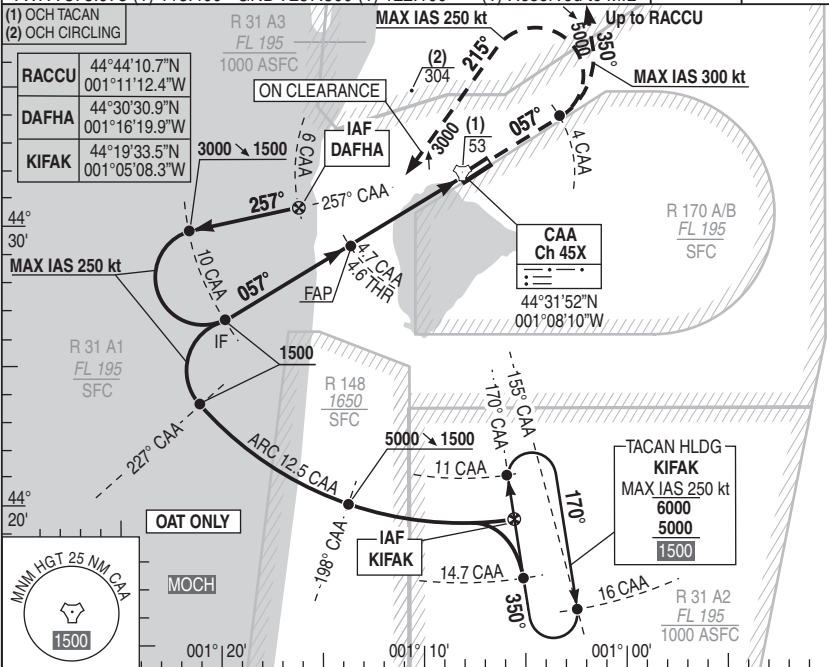 (1) OCH TACAN
(2) OCH CIRCLING
R 31 A3
FL 195
1000 ASFC
MAX IAS 250 kt
5000
Up to RACCU
350°
215°
MAX IAS 300 kt
(2)
304
RACCU 44°44'10.7"N
001°11'12.4"W
DAFHA 44°30'30.9"N
001°16'19.9"W
KIFAK 44°19'33.5"N
001°05'08.3"W
ON CLEARANCE
3000
(1)
53
057°
4 CAA
IAF
DAFHA
6 CAA
3000 ↘ 1500
257°
257° CAA
44°
30'
R 170 A/B
FL 195
SFC
CAA
Ch 45X
44°31'52"N
001°08'10"W
MAX IAS 250 kt
10 CAA
057°
4.7 CAA
4.6 THR
FAP
IF
R 31 A1
FL 195
SFC
1500
R 148
1650
SFC
227° CAA
ARC 12.5 CAA
5000 ↘ 1500
170° CAA
155° CAA
11 CAA
TACAN HLDG
KIFAK
MAX IAS 250 kt
6000
5000
1500
170°
44°
20'
OAT ONLY
198° CAA
IAF
KIFAK
14.7 CAA
350°
16 CAA
R 31 A2
FL 195
1000 ASFC
MNM HGT 25 NM CAA
1500
MOCH
001°20'
001°10'
001°00'